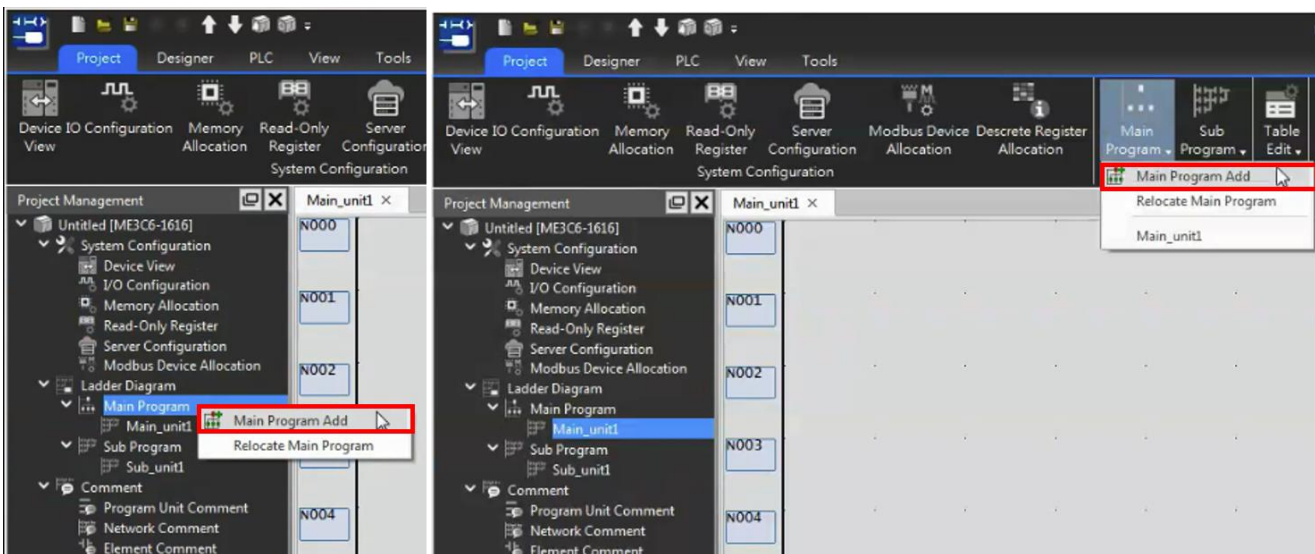 Project Designer PLC View Tools
Device IO Configuration Memory Read-Only Server
View Allocation Register Configuration
System Configuration
Project Management
Main_unit1 ×
Untitled [ME3C6-1616]
System Configuration
Device View
I/O Configuration
Memory Allocation
Read-Only Register
Server Configuration
Modbus Device Allocation
Ladder Diagram
Main Program
Main_unit1
Sub Program
Sub_unit1
Comment
Program Unit Comment
Network Comment
Element Comment
N000
N001
N002
N004
Main Program Add
Relocate Main Program
Project Designer PLC View Tools
Device IO Configuration Memory Read-Only Server Modbus Device Descrete Register Main Sub Table
View Allocation Register Configuration Allocation Allocation Program Program Edit
System Configuration
Main Program Add
Relocate Main Program
Main_unit1
Project Management
Main_unit1 ×
Untitled [ME3C6-1616]
System Configuration
Device View
I/O Configuration
Memory Allocation
Read-Only Register
Server Configuration
Modbus Device Allocation
Ladder Diagram
Main Program
Main_unit1
Sub Program
Sub_unit1
Comment
Program Unit Comment
Network Comment
Element Comment
N000
N001
N002
N003
N004